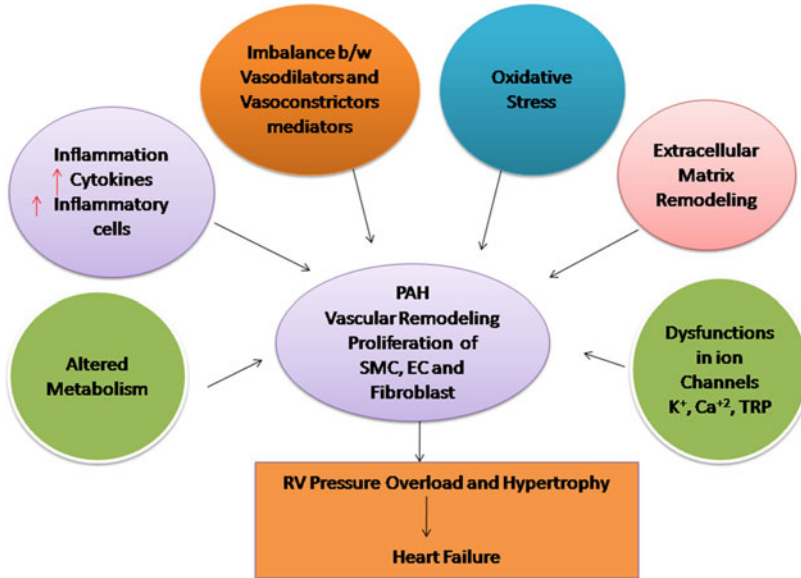 Imbalance b/w
Vasodilators and
Vasoconstrictors
mediators
Oxidative
Stress
Inflammation
↑ Cytokines
↑ Inflammatory
cells
Extracellular
Matrix
Remodeling
PAH
Vascular Remodeling
Proliferation of
SMC, EC and
Fibroblast
Altered
Metabolism
Dysfunctions
in ion
Channels
K⁺, Ca⁺², TRP
RV Pressure Overload and Hypertrophy
Heart Failure